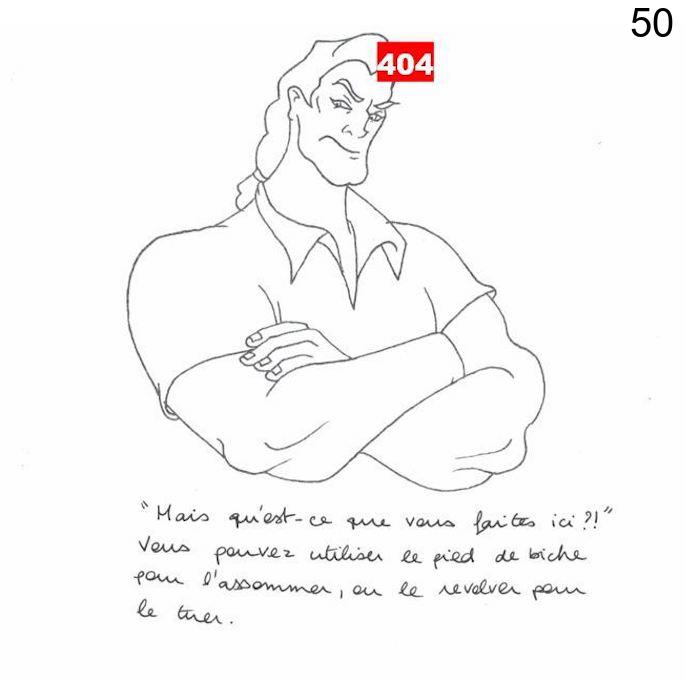 50
404
"Mais qu'est-ce que vous faites ici ?!"
Vous pouvez utiliser le pied de biche
pour l'assommer, ou le revolver pour
le tuer.